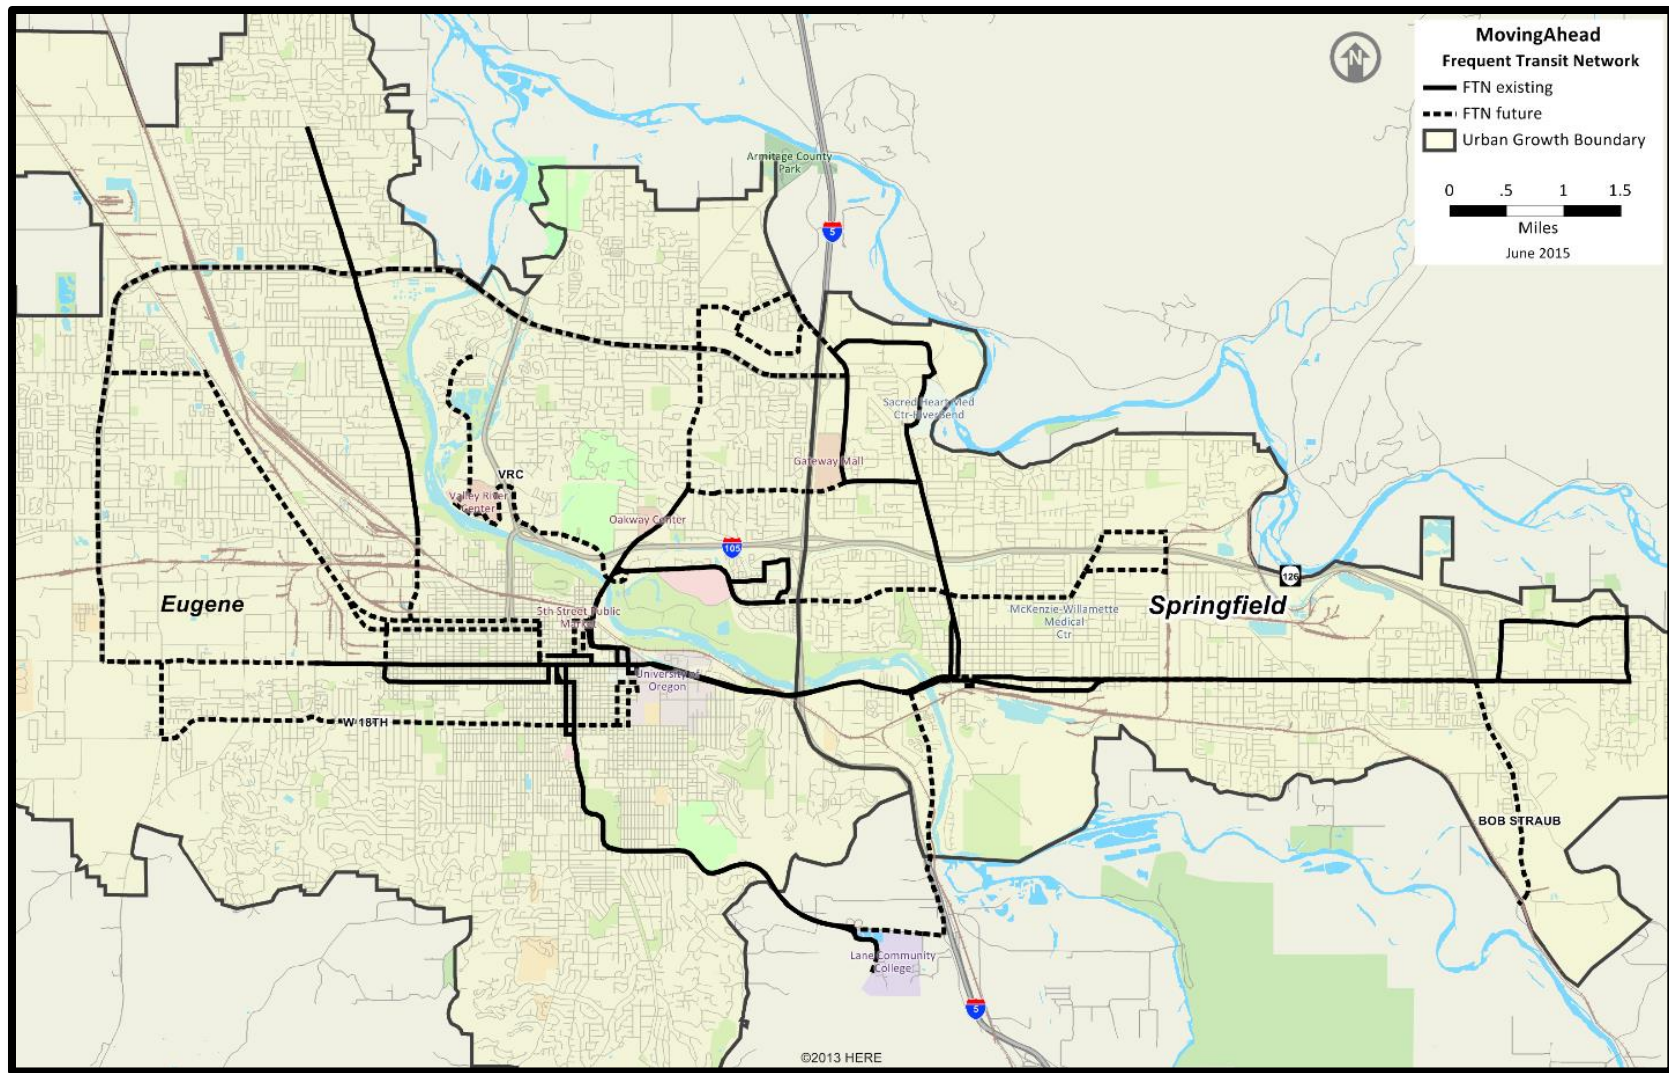 MovingAhead
Frequent Transit Network
FTN existing
FTN future
Urban Growth Boundary
0 .5 1 1.5
Miles
June 2015
N
Armitage County
Park
5
Sacred Heart Med
Ctr-RiverBend
Gateway Mall
VRC
Valley River
Center
Oakway Center
105
126
Eugene
5th Street Public
Market
McKenzie-Willamette
Medical
Ctr
Springfield
University of
Oregon
W 18TH
BOB STRAUB
Lane Community
College
5
©2013 HERE